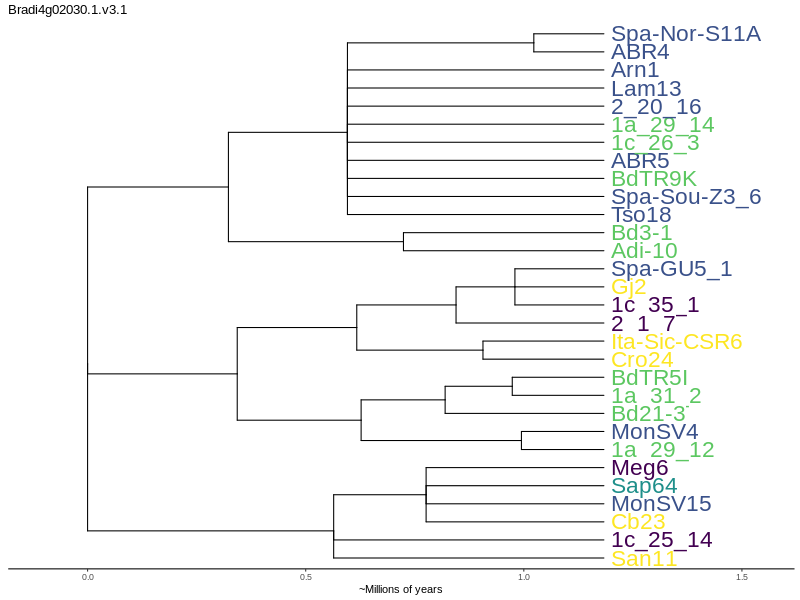 Bradi4g02030.1.v3.1
Spa-Nor-S11A
ABR4
Arn1
Lam13
2_20_16
1a_29_14
1c_26_3
ABR5
BdTR9K
Spa-Sou-Z3_6
Tso18
Bd3-1
Adi-10
Spa-GU5_1
Gj2
1c_35_1
2_1_7
Ita-Sic-CSR6
Cro24
BdTR5I
1a_31_2
Bd21-3
MonSV4
1a_29_12
Meg6
Sap64
MonSV15
Cb23
1c_25_14
San11
0.0 0.5 1.0 1.5
~Millions of years